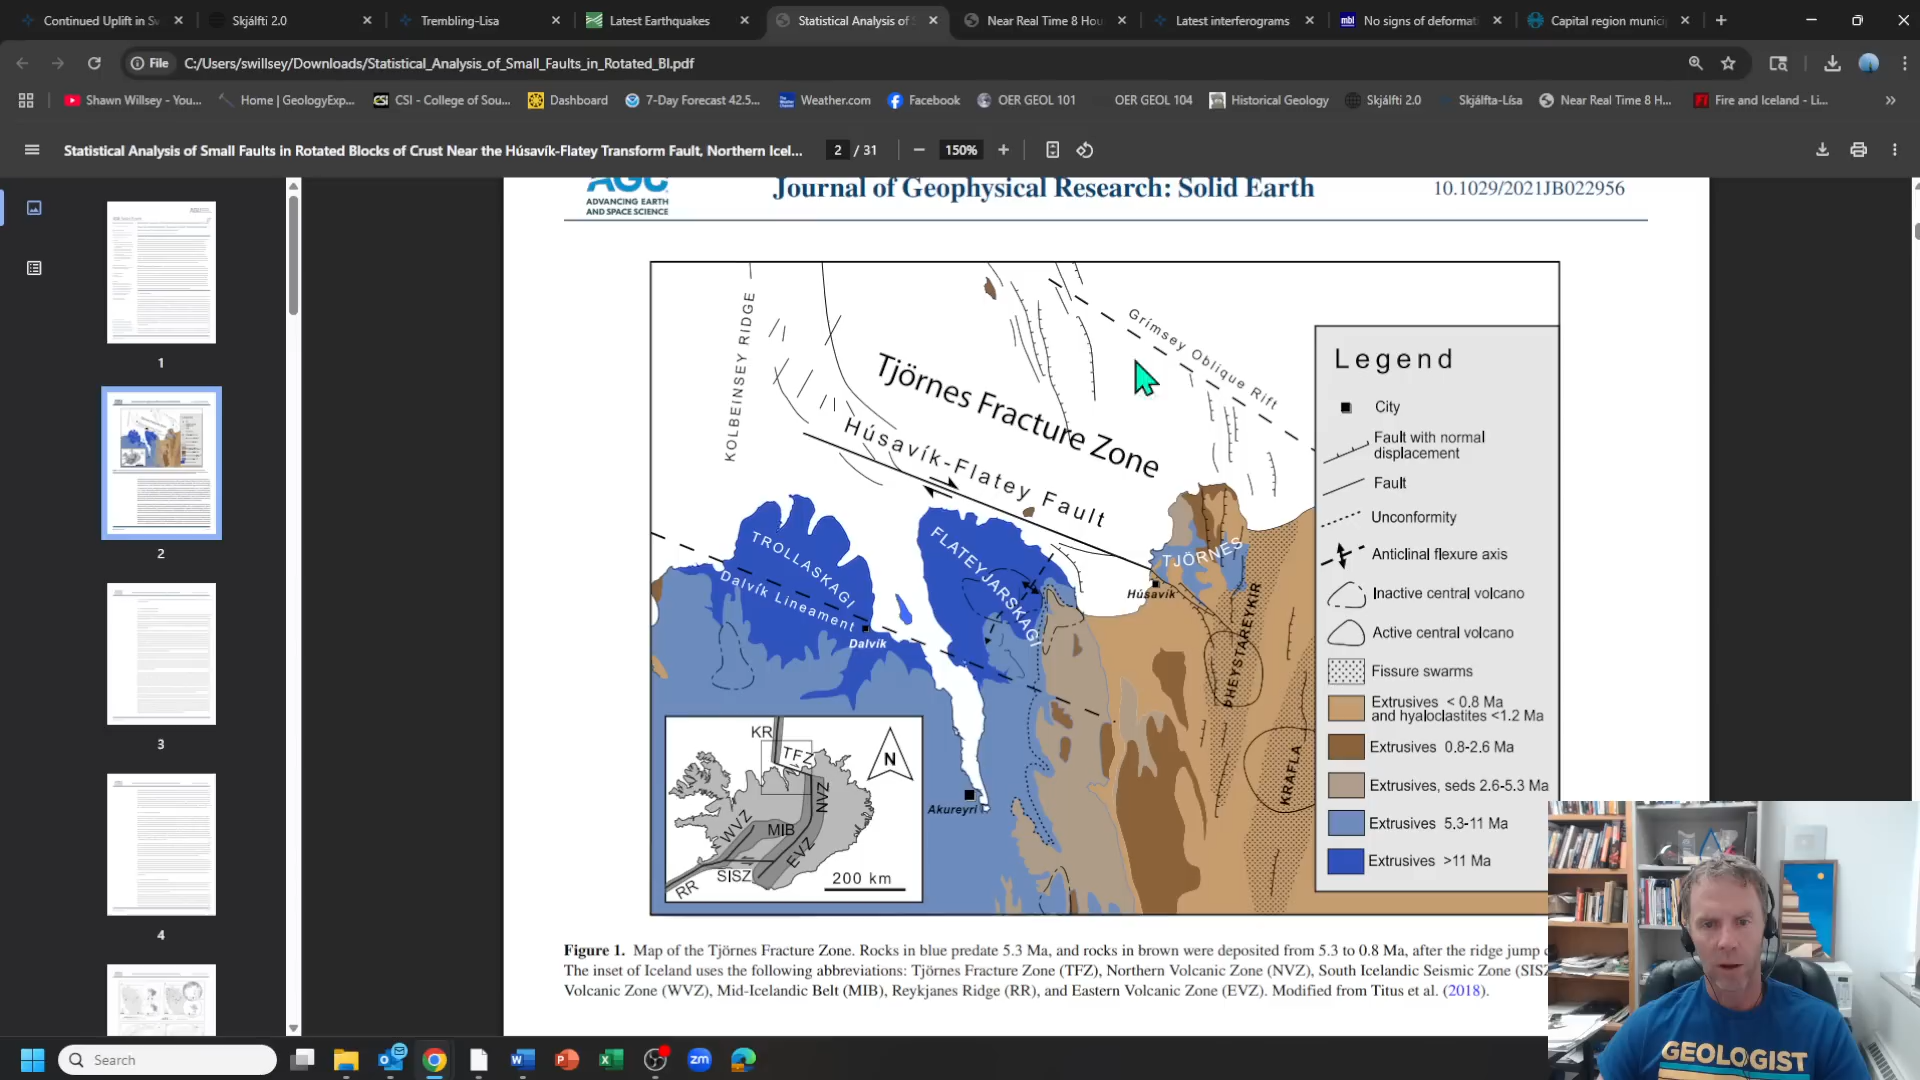 Continued Uplift in Sv
Skjálfti 2.0
Trembling-Lisa
Latest Earthquakes
Statistical Analysis of S
Near Real Time 8 Hou
Latest interferograms
mbl
No signs of deformat
Capital region munici
File
C:/Users/swillsey/Downloads/Statistical_Analysis_of_Small_Faults_in_Rotated_Bl.pdf
Shawn Willsey - You...
Home | GeologyExp...
CSI
CSI - College of Sou...
Dashboard
7-Day Forecast 42.5...
Weather.com
Facebook
OER GEOL 101
OER GEOL 104
Historical Geology
Skjálfti 2.0
Skjálfta-Lísa
Near Real Time 8 H...
Fire and Iceland - Li...
Statistical Analysis of Small Faults in Rotated Blocks of Crust Near the Húsavík-Flatey Transform Fault, Northern Icel...
2 / 31
150%
1
2
3
4
AGU
ADVANCING EARTH
AND SPACE SCIENCE
Journal of Geophysical Research: Solid Earth
10.1029/2021JB022956
KOLBEINSEY RIDGE
Grímsey Oblique Rift
Tjörnes Fracture Zone
Húsavík-Flatey Fault
TROLLASKAGI
Dalvík Lineament
Dalvík
FLATEYJARSKAGI
TJÖRNES
Húsavík
ÞHEYSTAREYKIR
KRAFLA
Akureyri
KR
TFZ
NVZ
WVZ
MIB
EVZ
SISZ
RR
N
200 km
Legend
City
Fault with normal
displacement
Fault
Unconformity
Anticlinal flexure axis
Inactive central volcano
Active central volcano
Fissure swarms
Extrusives < 0.8 Ma
and hyaloclastites <1.2 Ma
Extrusives 0.8-2.6 Ma
Extrusives, seds 2.6-5.3 Ma
Extrusives 5.3-11 Ma
Extrusives >11 Ma
Figure 1. Map of the Tjörnes Fracture Zone. Rocks in blue predate 5.3 Ma, and rocks in brown were deposited from 5.3 to 0.8 Ma, after the ridge jump
The inset of Iceland uses the following abbreviations: Tjörnes Fracture Zone (TFZ), Northern Volcanic Zone (NVZ), South Icelandic Seismic Zone (SISZ
Volcanic Zone (WVZ), Mid-Icelandic Belt (MIB), Reykjanes Ridge (RR), and Eastern Volcanic Zone (EVZ). Modified from Titus et al. (2018).
GEOLOGIST
Search
zm